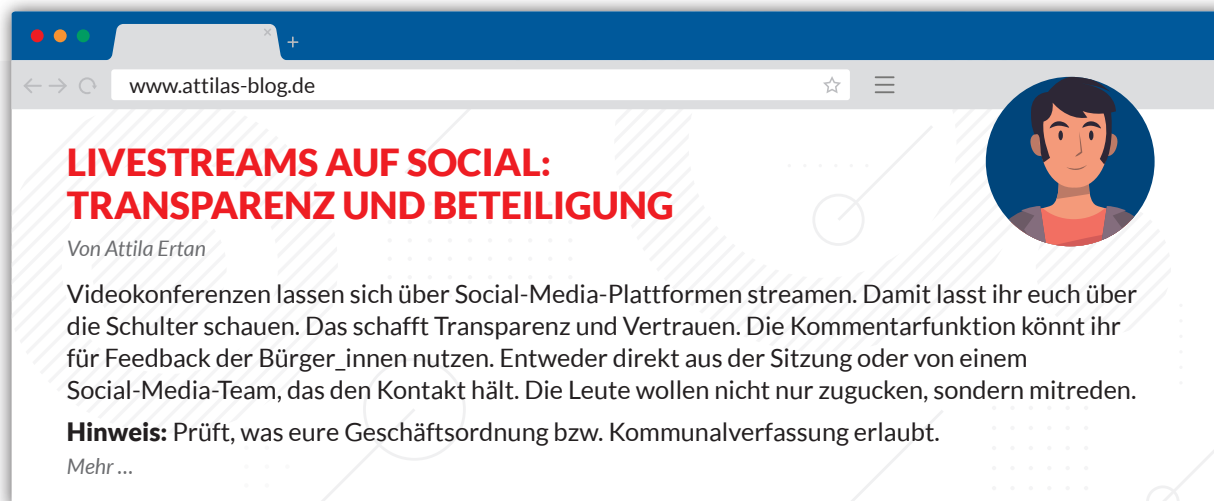 www.attilas-blog.de
LIVESTREAMS AUF SOCIAL:
TRANSPARENZ UND BETEILIGUNG
Von Attila Ertan
Videokonferenzen lassen sich über Social-Media-Plattformen streamen. Damit lasst ihr euch über
die Schulter schauen. Das schafft Transparenz und Vertrauen. Die Kommentarfunktion könnt ihr
für Feedback der Bürger_innen nutzen. Entweder direkt aus der Sitzung oder von einem
Social-Media-Team, das den Kontakt hält. Die Leute wollen nicht nur zugucken, sondern mitreden.
Hinweis: Prüft, was eure Geschäftsordnung bzw. Kommunalverfassung erlaubt.
Mehr ...